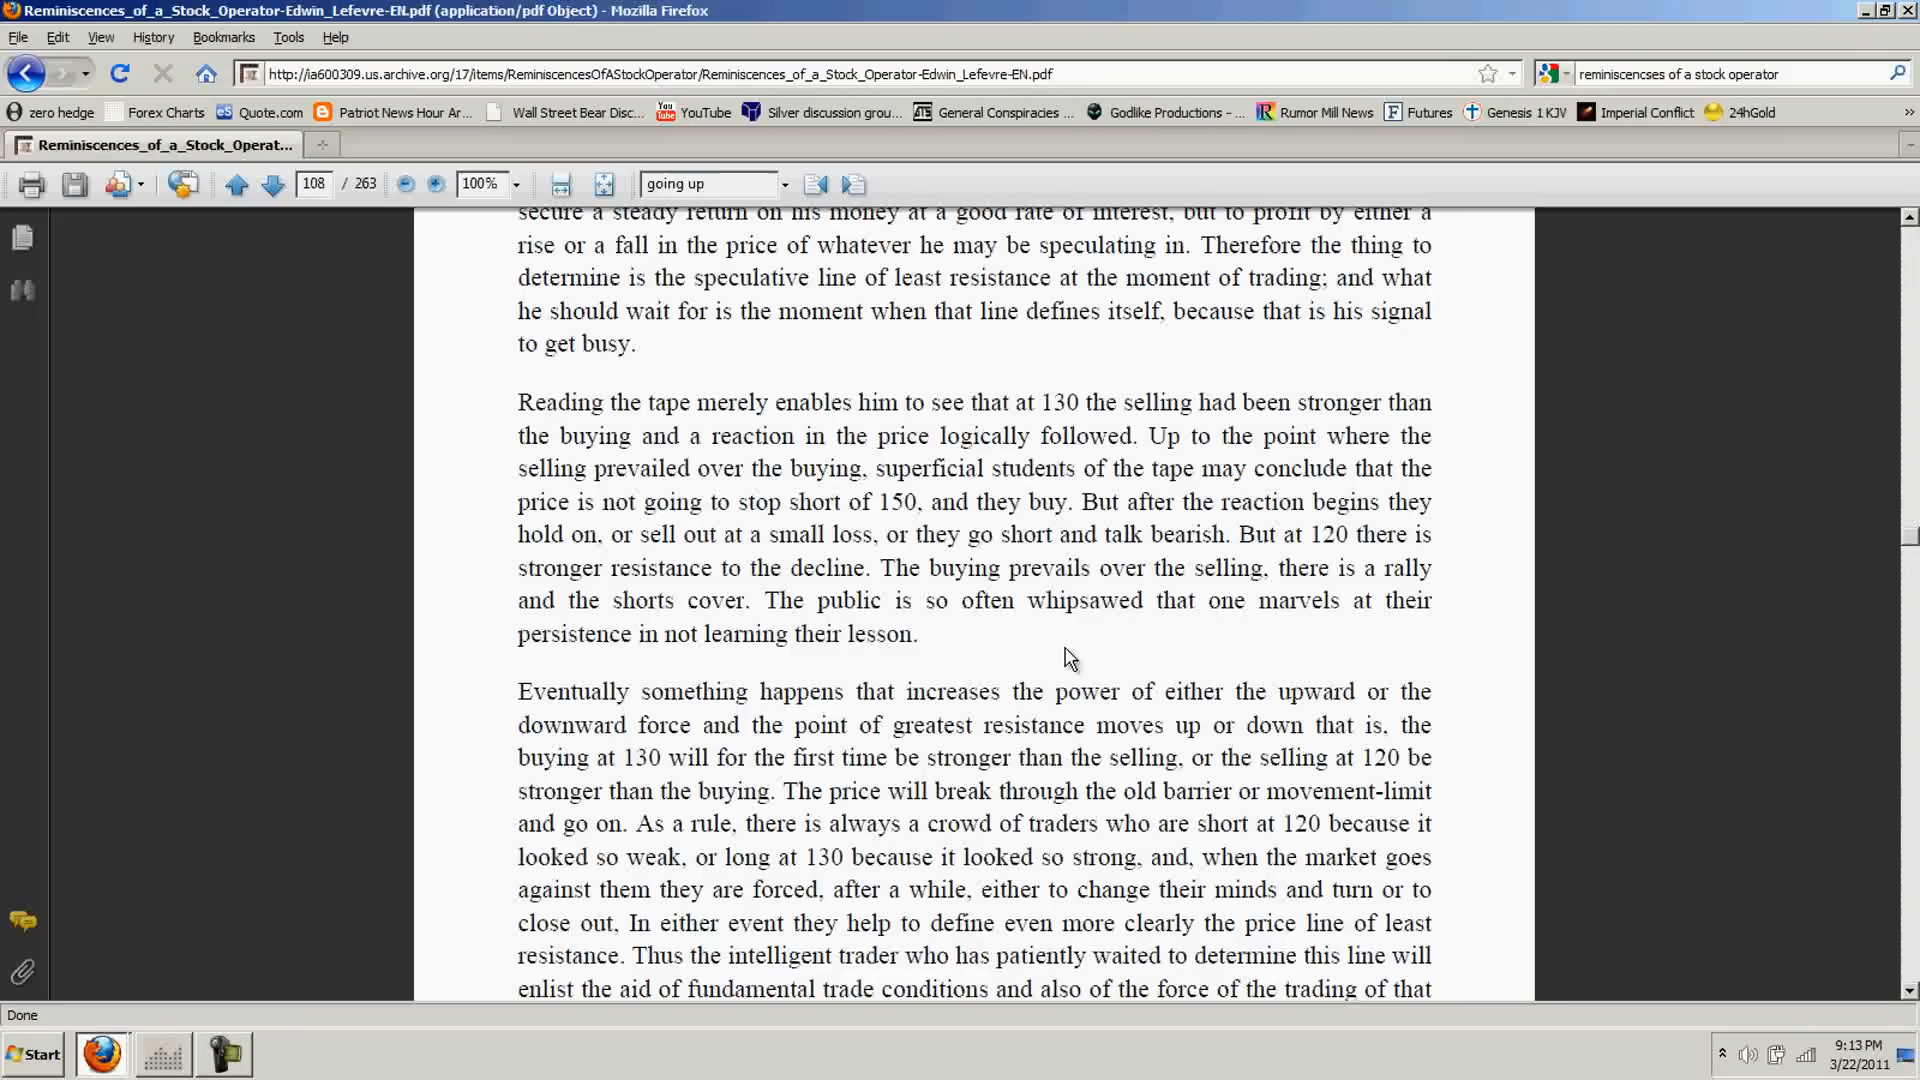 Reminiscences_of_a_Stock_Operator-Edwin_Lefevre-EN.pdf (application/pdf Object) - Mozilla Firefox
File Edit View History Bookmarks Tools Help
http://ia600309.us.archive.org/17/items/ReminiscencesOfAStockOperator/Reminiscences_of_a_Stock_Operator-Edwin_Lefevre-EN.pdf
reminiscencses of a stock operator
zero hedge Forex Charts eS Quote.com Patriot News Hour Ar... Wall Street Bear Disc... You Tube YouTube Silver discussion grou... General Conspiracies ... Godlike Productions - ... R Rumor Mill News F Futures Genesis 1 KJV Imperial Conflict 24hGold »
Reminiscences_of_a_Stock_Operat...
108 / 263 100% going up
secure a steady return on his money at a good rate of interest, but to profit by either a
rise or a fall in the price of whatever he may be speculating in. Therefore the thing to
determine is the speculative line of least resistance at the moment of trading; and what
he should wait for is the moment when that line defines itself, because that is his signal
to get busy.
Reading the tape merely enables him to see that at 130 the selling had been stronger than
the buying and a reaction in the price logically followed. Up to the point where the
selling prevailed over the buying, superficial students of the tape may conclude that the
price is not going to stop short of 150, and they buy. But after the reaction begins they
hold on, or sell out at a small loss, or they go short and talk bearish. But at 120 there is
stronger resistance to the decline. The buying prevails over the selling, there is a rally
and the shorts cover. The public is so often whipsawed that one marvels at their
persistence in not learning their lesson.
Eventually something happens that increases the power of either the upward or the
downward force and the point of greatest resistance moves up or down that is, the
buying at 130 will for the first time be stronger than the selling, or the selling at 120 be
stronger than the buying. The price will break through the old barrier or movement-limit
and go on. As a rule, there is always a crowd of traders who are short at 120 because it
looked so weak, or long at 130 because it looked so strong, and, when the market goes
against them they are forced, after a while, either to change their minds and turn or to
close out, In either event they help to define even more clearly the price line of least
resistance. Thus the intelligent trader who has patiently waited to determine this line will
enlist the aid of fundamental trade conditions and also of the force of the trading of that
Done
Start
9:13 PM
3/22/2011